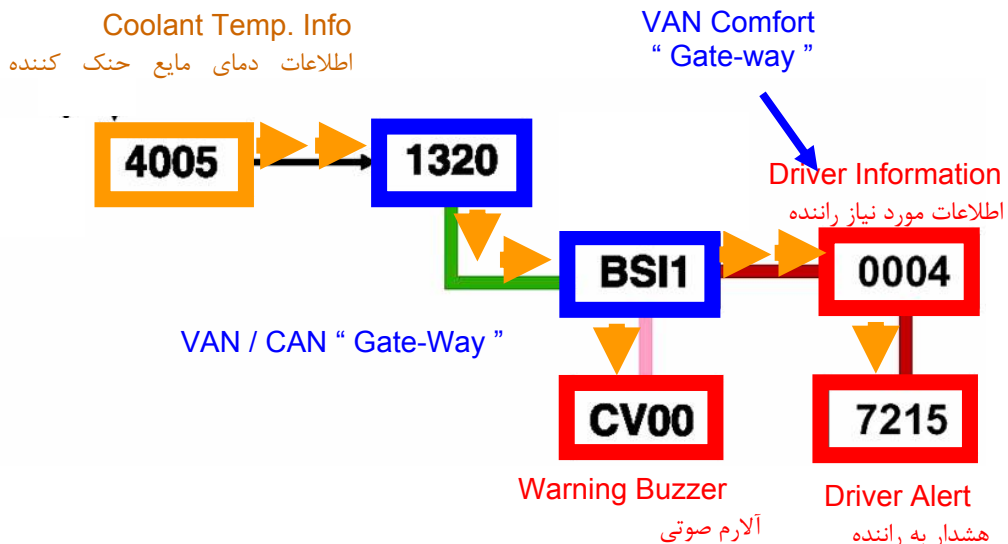 Coolant Temp. Info
اطلاعات دمای مایع حنک کننده
VAN Comfort
“ Gate-way ”
4005
1320
Driver Information
اطلاعات مورد نیاز راننده
BSI1
0004
VAN / CAN “ Gate-Way ”
CV00
7215
Warning Buzzer
آلارم صوتی
Driver Alert
هشدار به راننده